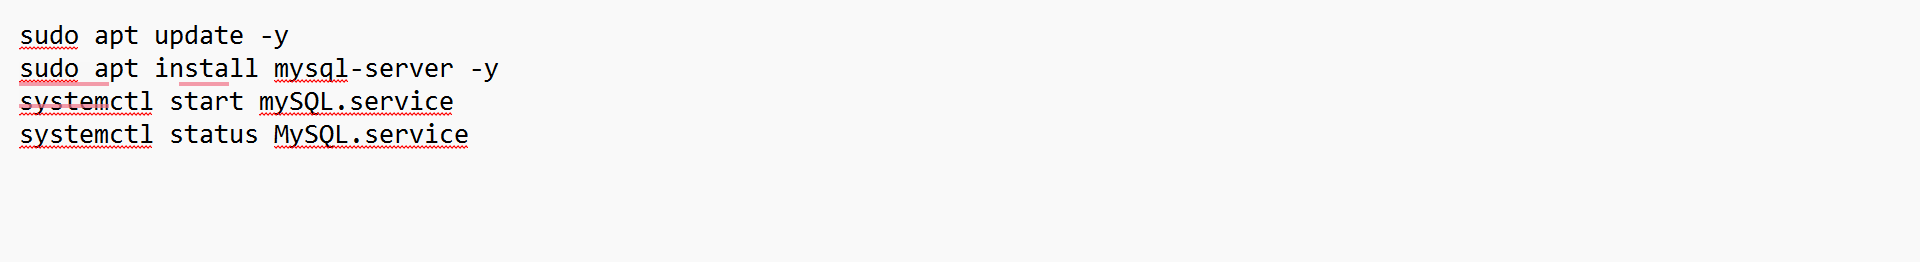 sudo apt update -y
sudo apt install mysql-server -y
systemctl start mySQL.service
systemctl status MySQL.service